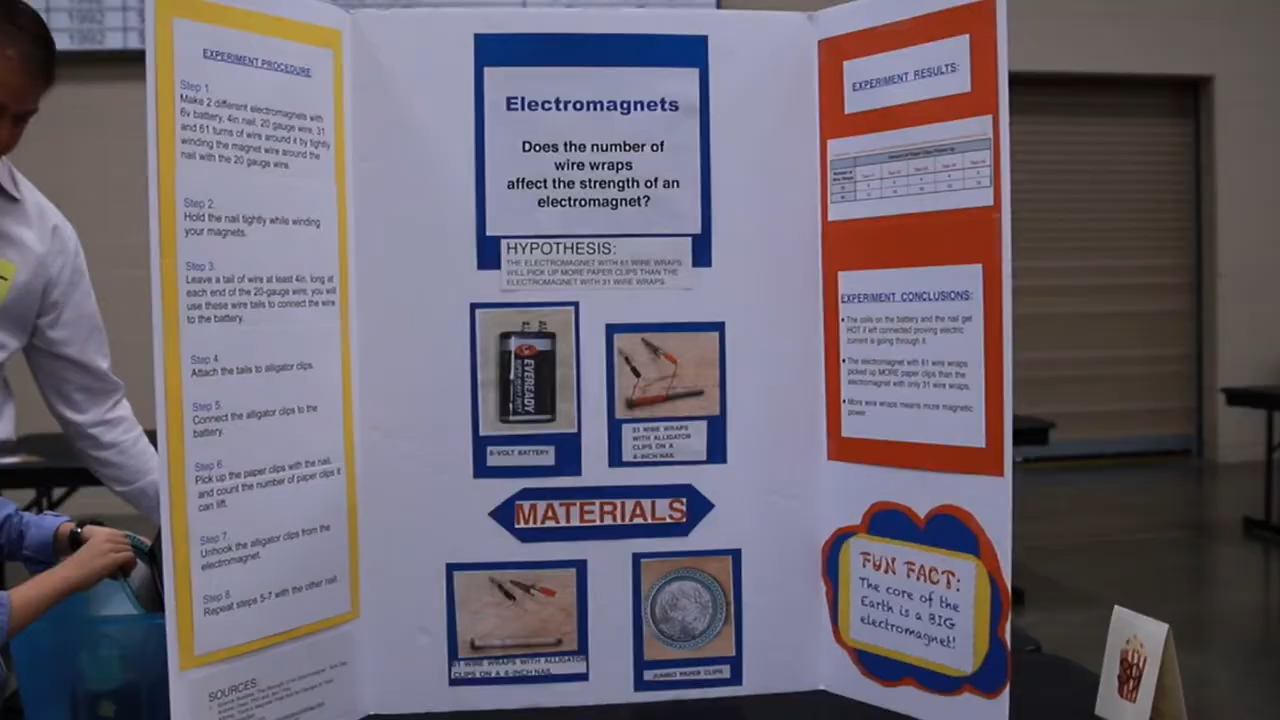 1992
EXPERIMENT PROCEDURE
Step 1.
Make 2 different electromagnets with
6v battery, 4in.nail, 20 gauge wire, 31
and 61 turns of wire around it by tightly
winding the magnet wire around the
nail with the 20 gauge wire.
Step 2.
Hold the nail tightly while winding
your magnets.
Step 3.
Leave a tail of wire at least 4in. long at
each end of the 20-gauge wire, you will
use these wire tails to connect the wire
to the battery.
Step 4.
Attach the tails to alligator clips.
Step 5.
Connect the alligator clips to the
battery.
Step 6.
Pick up the paper clips with the nail,
and count the number of paper clips it
can lift.
Step 7.
Unhook the alligator clips from the
electromagnet.
Step 8.
Repeat steps 5-7 with the other nail.
SOURCES:
Electromagnets
Does the number of
wire wraps
affect the strength of an
electromagnet?
HYPOTHESIS:
THE ELECTROMAGNET WITH 61 WIRE WRAPS
WILL PICK UP MORE PAPER CLIPS THAN THE
ELECTROMAGNET WITH 31 WIRE WRAPS.
EVEREADY
SUPER HEAVY DUTY
6-VOLT BATTERY
31 WIRE WRAPS
WITH ALLIGATOR
CLIPS ON A
6-INCH NAIL
MATERIALS
61 WIRE WRAPS WITH ALLIGATOR
CLIPS ON A 6-INCH NAIL
JUMBO PAPER CLIPS
EXPERIMENT RESULTS:
Number of
Wire Wraps
EXPERIMENT CONCLUSIONS:
• The coils on the battery and the nail get
HOT if left connected proving electric
current is going through it.
• The electromagnet with 61 wire wraps
picked up MORE paper clips than the
electromagnet with only 31 wire wraps.
• More wire wraps means more magnetic
power.
FUN FACT:
The core of the
Earth is a BIG
electromagnet!